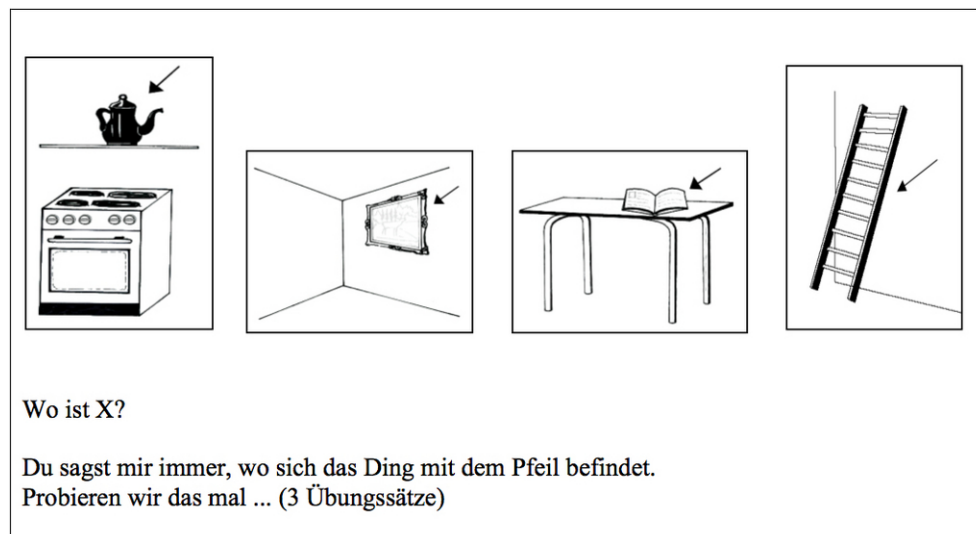 Wo ist X?
Du sagst mir immer, wo sich das Ding mit dem Pfeil befindet.
Probieren wir das mal ... (3 Übungssätze)